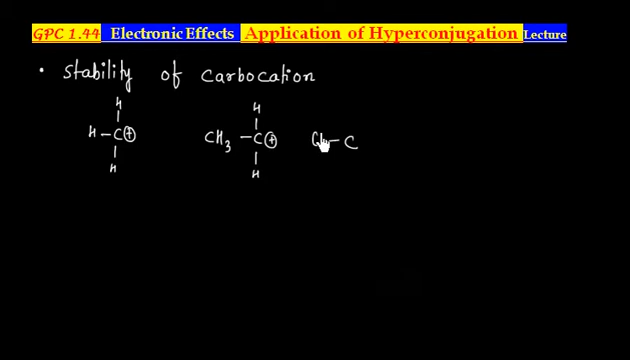 GPC 1.44 Electronic Effects Application of Hyperconjugation Lecture
• Stability of carbocation
H H
H – C ⊕ CH3 – C ⊕ – C
H H